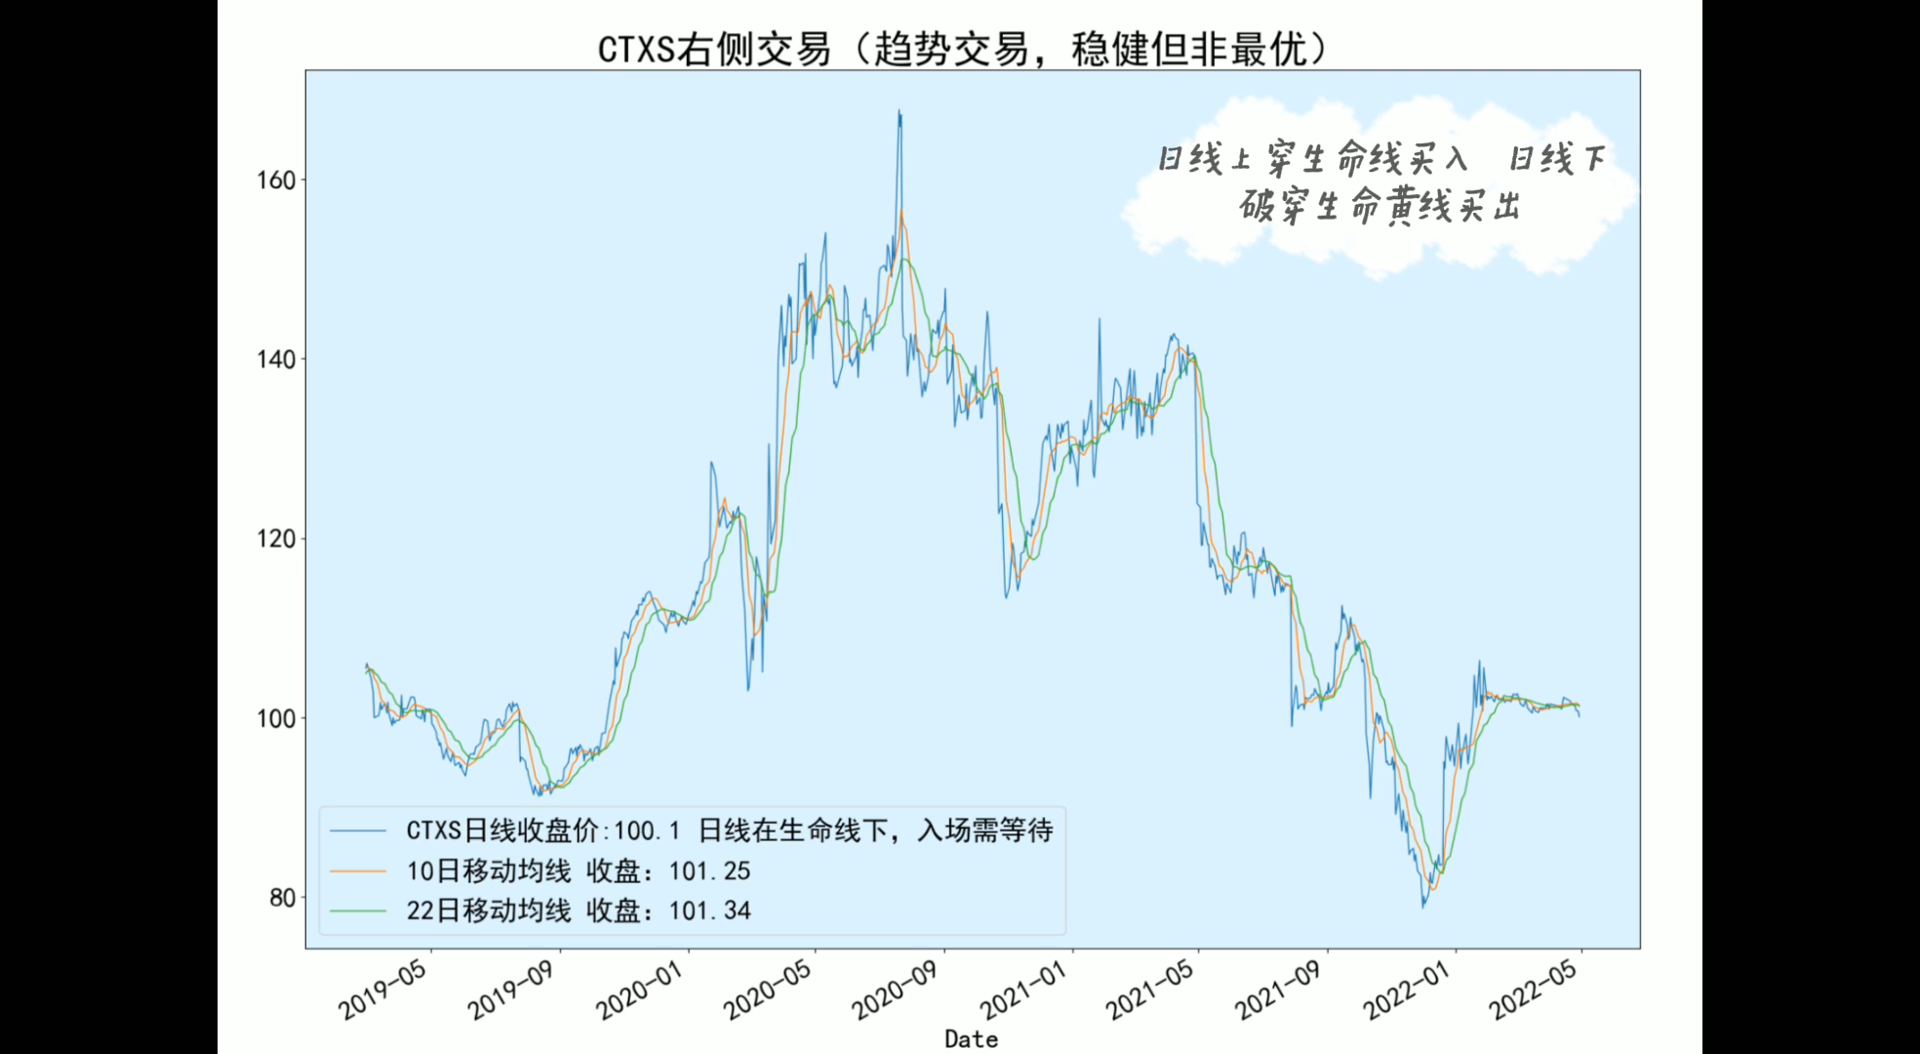 CTXS右侧交易（趋势交易，稳健但非最优）
日线上穿生命线买入 日线下
破穿生命黄线买出
160
140
120
100
80
CTXS日线收盘价:100.1 日线在生命线下，入场需等待
10日移动均线 收盘：101.25
22日移动均线 收盘：101.34
2019-05
2019-09
2020-01
2020-05
2020-09
2021-01
2021-05
2021-09
2022-01
2022-05
Date